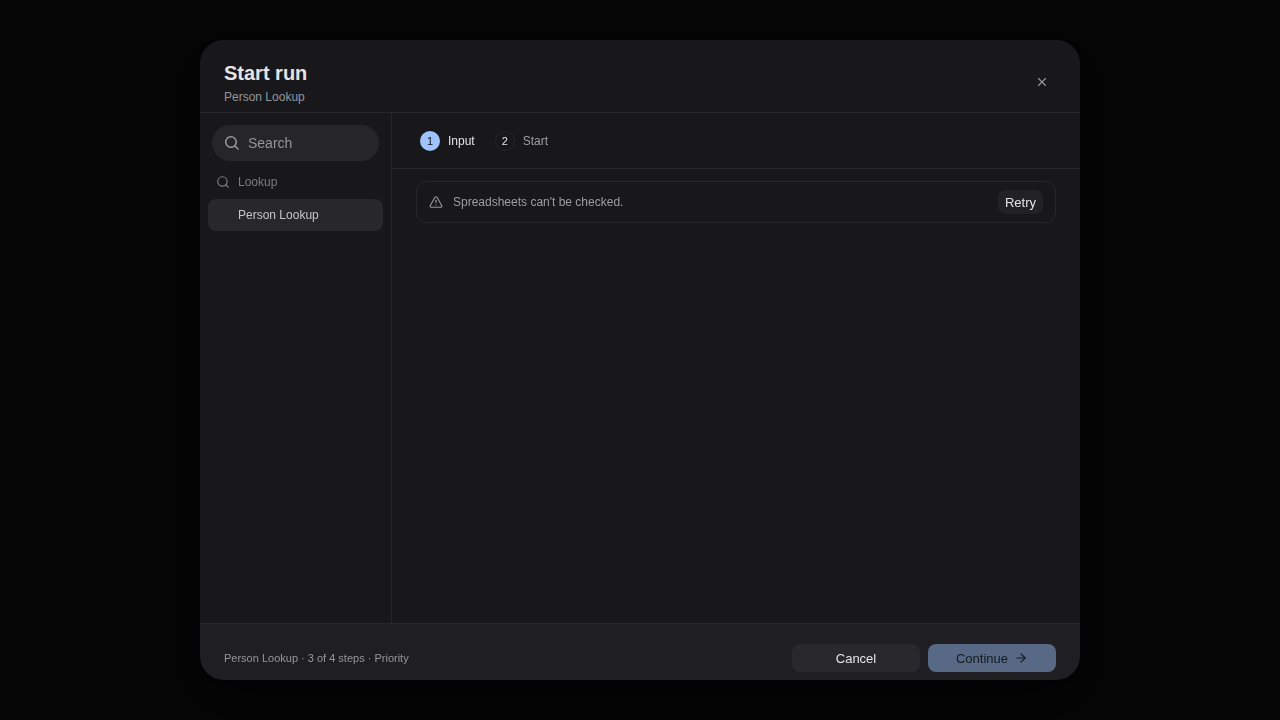 Start run
Person Lookup
Search
Lookup
Person Lookup
1 Input 2 Start
Spreadsheets can't be checked.
Retry
Person Lookup · 3 of 4 steps · Priority
Cancel
Continue